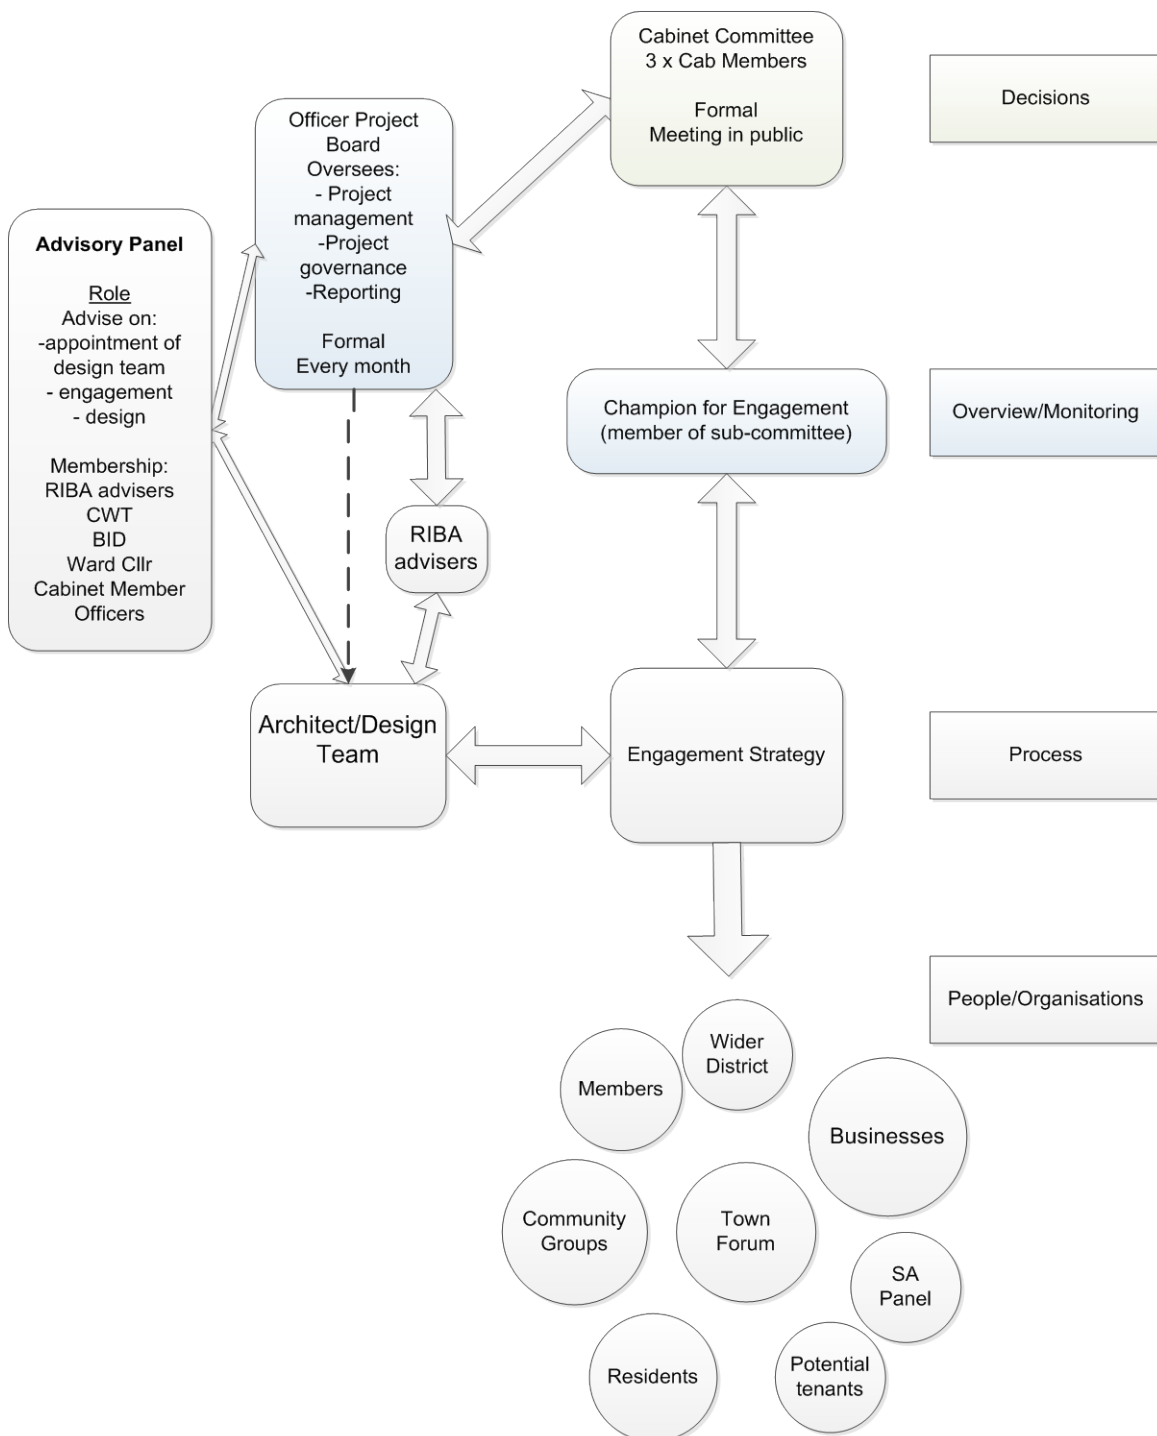 Cabinet Committee
3 x Cab Members
Formal
Meeting in public
Decisions
Officer Project
Board
Oversees:
- Project
management
-Project
governance
-Reporting
Formal
Every month
Advisory Panel
Role
Advise on:
-appointment of
design team
- engagement
- design
Membership:
RIBA advisers
CWT
BID
Ward Cllr
Cabinet Member
Officers
Champion for Engagement
(member of sub-committee)
Overview/Monitoring
RIBA
advisers
Architect/Design
Team
Engagement Strategy
Process
People/Organisations
Wider
District
Members
Businesses
Community
Groups
Town
Forum
SA
Panel
Residents
Potential
tenants